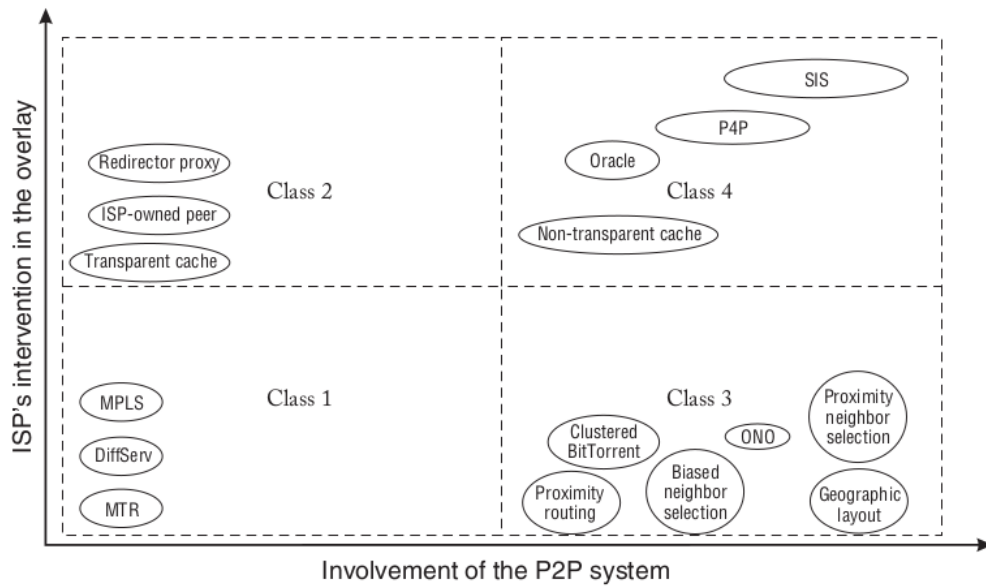 ISP's intervention in the overlay
Redirector proxy
ISP-owned peer
Transparent cache
Class 2
SIS
P4P
Oracle
Class 4
Non-transparent cache
MPLS
DiffServ
MTR
Class 1
Class 3
Clustered
BitTorrent
ONO
Proximity
neighbor
selection
Proximity
routing
Biased
neighbor
selection
Geographic
layout
Involvement of the P2P system